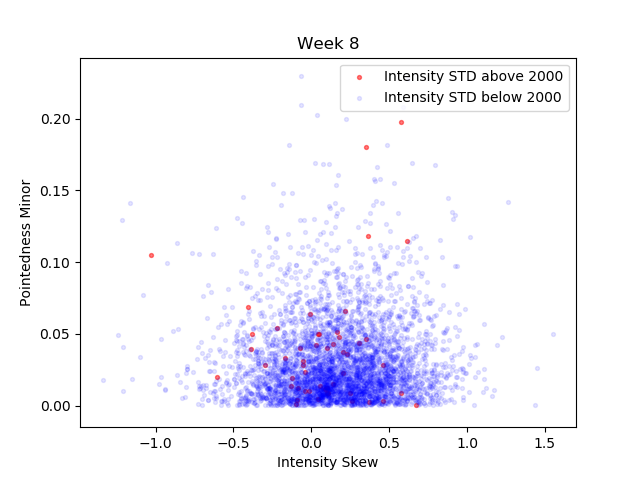 Week 8
Intensity STD above 2000
Intensity STD below 2000
Pointedness Minor
0.20
0.15
0.10
0.05
0.00
−1.0 −0.5 0.0 0.5 1.0 1.5
Intensity Skew